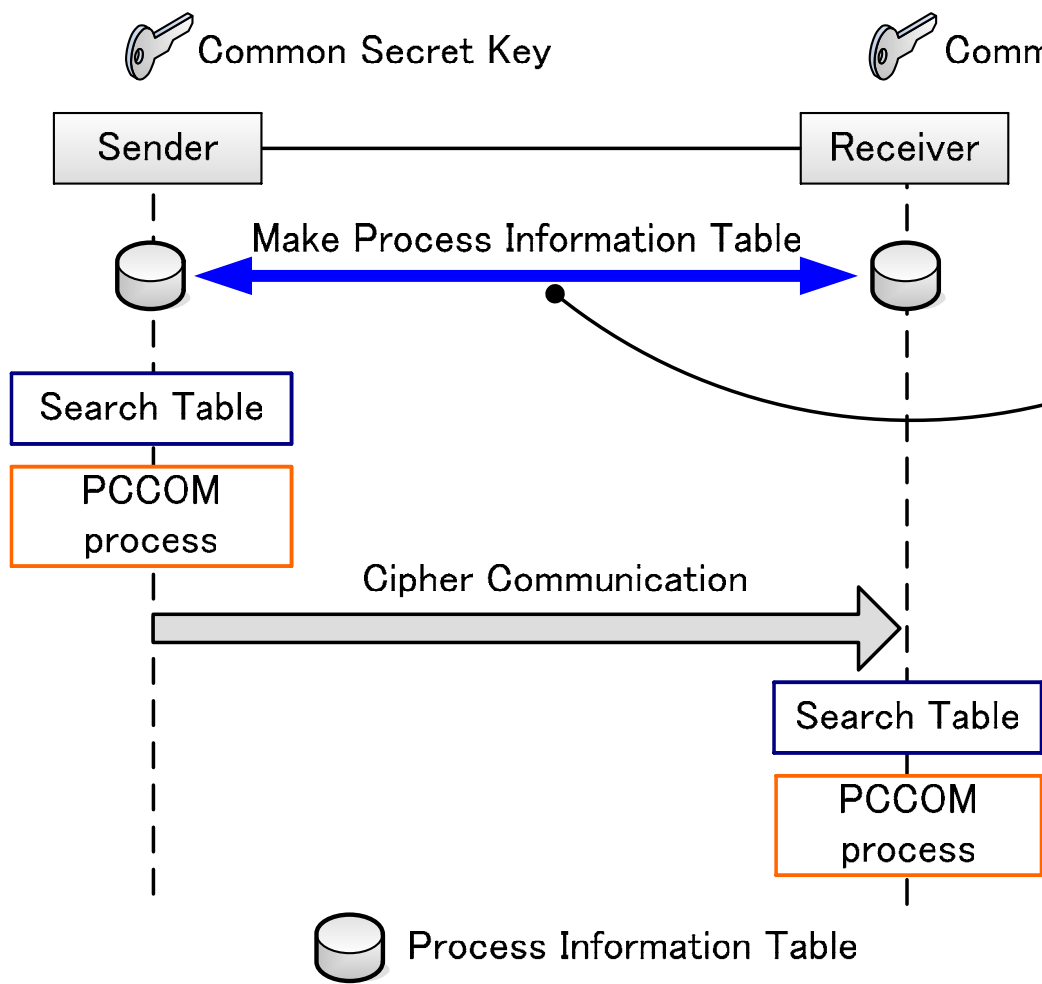 Common Secret Key
Comm
Sender
Receiver
Make Process Information Table
Search Table
PCCOM
process
Cipher Communication
Search Table
PCCOM
process
Process Information Table